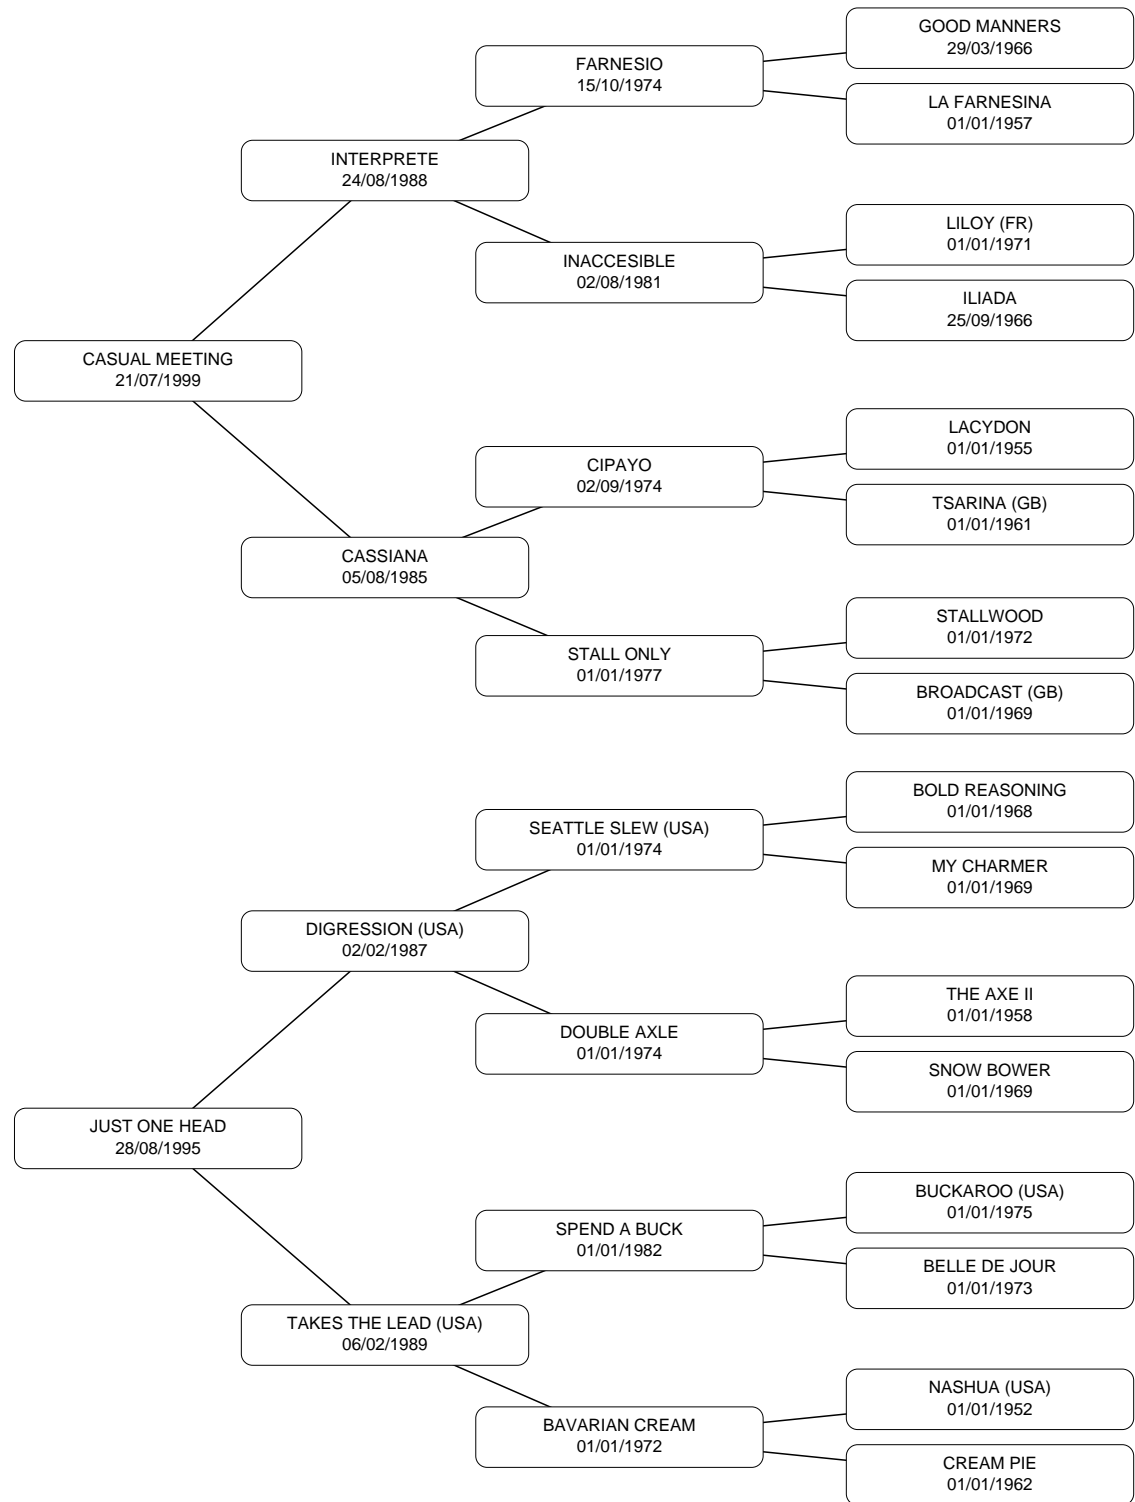 GOOD MANNERS
29/03/1966
FARNESIO
15/10/1974
LA FARNESINA
01/01/1957
INTERPRETE
24/08/1988
LILOY (FR)
01/01/1971
INACCESIBLE
02/08/1981
ILIADA
25/09/1966
CASUAL MEETING
21/07/1999
LACYDON
01/01/1955
CIPAYO
02/09/1974
TSARINA (GB)
01/01/1961
CASSIANA
05/08/1985
STALLWOOD
01/01/1972
STALL ONLY
01/01/1977
BROADCAST (GB)
01/01/1969
BOLD REASONING
01/01/1968
SEATTLE SLEW (USA)
01/01/1974
MY CHARMER
01/01/1969
DIGRESSION (USA)
02/02/1987
THE AXE II
01/01/1958
DOUBLE AXLE
01/01/1974
SNOW BOWER
01/01/1969
JUST ONE HEAD
28/08/1995
BUCKAROO (USA)
01/01/1975
SPEND A BUCK
01/01/1982
BELLE DE JOUR
01/01/1973
TAKES THE LEAD (USA)
06/02/1989
NASHUA (USA)
01/01/1952
BAVARIAN CREAM
01/01/1972
CREAM PIE
01/01/1962